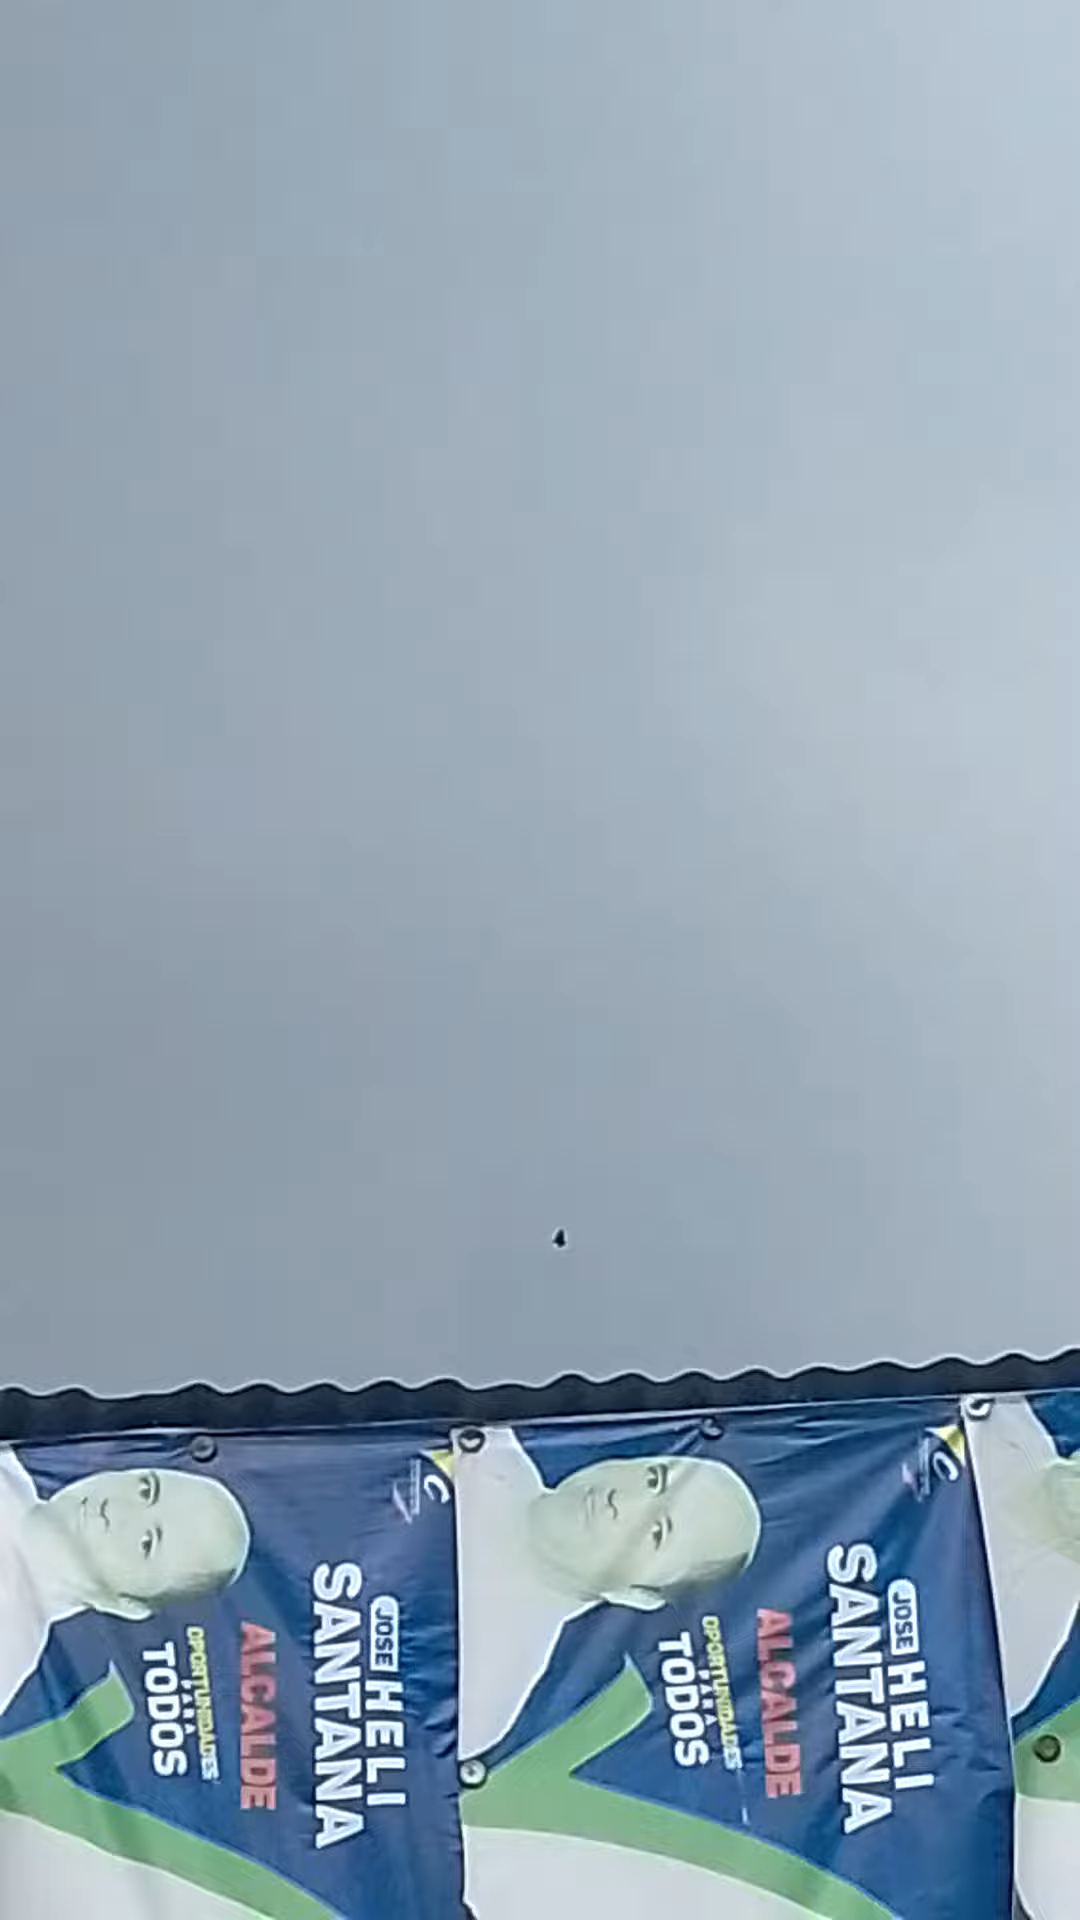 JOSE HELI
SANTANA
ALCALDE
OPORTUNIDADES
PARA
TODOS
C
JOSE HELI
SANTANA
ALCALDE
OPORTUNIDADES
PARA
TODOS
C